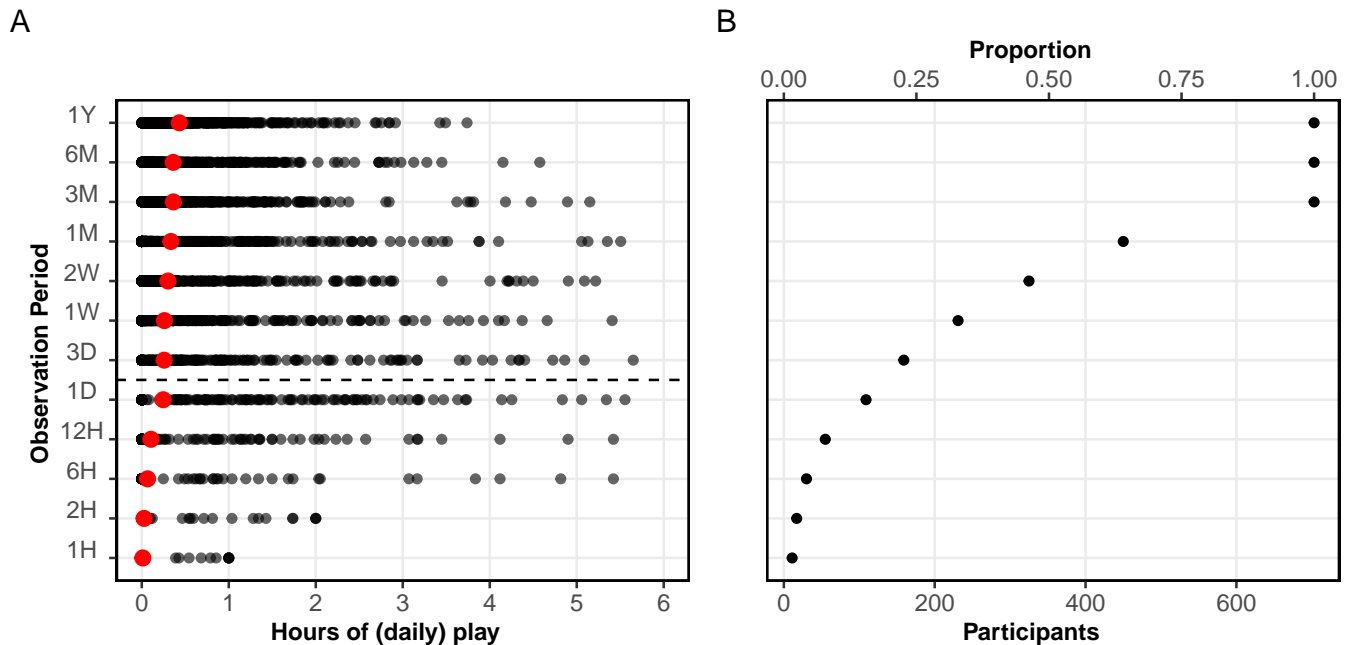 A
B
Proportion
0.00 0.25 0.50 0.75 1.00
Observation Period
1Y
6M
3M
1M
2W
1W
3D
1D
12H
6H
2H
1H
0 1 2 3 4 5 6
Hours of (daily) play
0 200 400 600
Participants